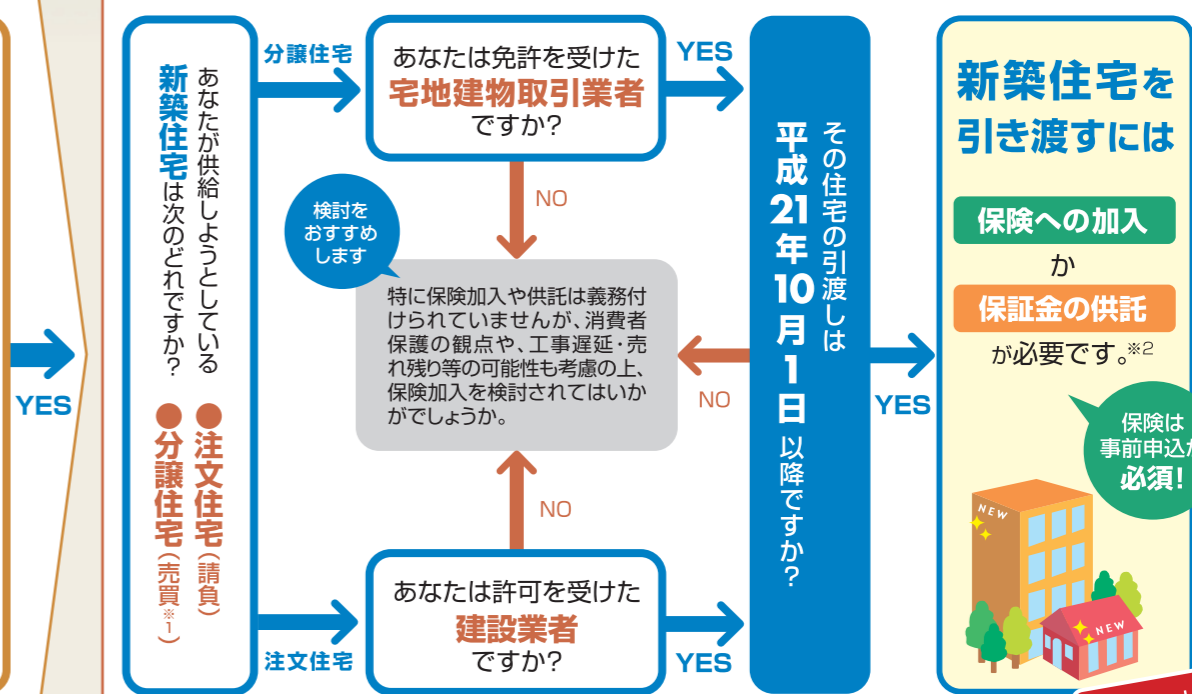 YES
あなたが供給しようとしている
新築住宅は次のどれですか?
●注文住宅(請負)
●分譲住宅(売買※1)
分譲住宅
あなたは免許を受けた
宅地建物取引業者
ですか?
YES
NO
検討を
おすすめ
します
特に保険加入や供託は義務付
けられていませんが、消費者
保護の観点や、工事遅延・売
れ残り等の可能性も考慮の上、
保険加入を検討されてはいか
がでしょうか。
NO
注文住宅
あなたは許可を受けた
建設業者
ですか?
YES
その住宅の引渡しは
平成21年10月1日以降ですか?
NO
YES
新築住宅を
引き渡すには
保険への加入
か
保証金の供託
が必要です。※2
保険は
事前申込が
必須!
NEW
NEW